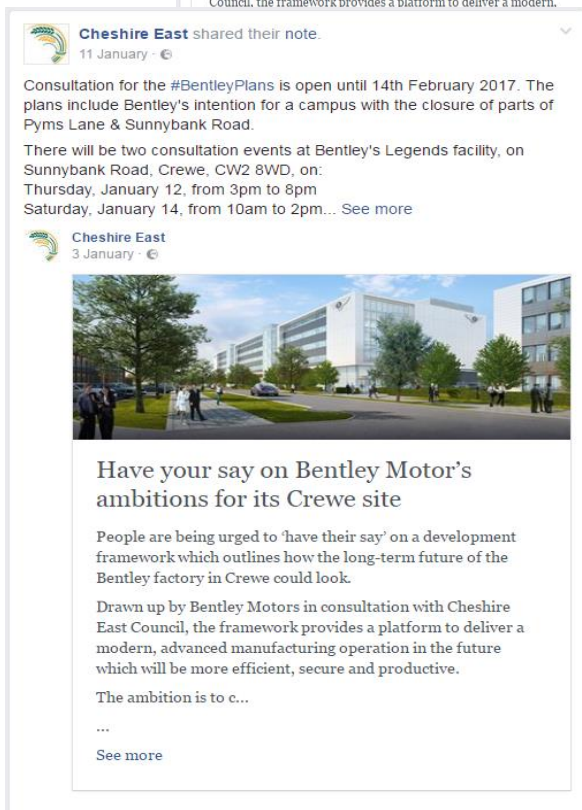 Council, the framework provides a platform to deliver a modern,
Cheshire East shared their note.
11 January ·
Consultation for the #BentleyPlans is open until 14th February 2017. The
plans include Bentley's intention for a campus with the closure of parts of
Pyms Lane & Sunnybank Road.
There will be two consultation events at Bentley's Legends facility, on
Sunnybank Road, Crewe, CW2 8WD, on:
Thursday, January 12, from 3pm to 8pm
Saturday, January 14, from 10am to 2pm... See more
Cheshire East
3 January ·
Have your say on Bentley Motor’s
ambitions for its Crewe site
People are being urged to ‘have their say’ on a development
framework which outlines how the long-term future of the
Bentley factory in Crewe could look.
Drawn up by Bentley Motors in consultation with Cheshire
East Council, the framework provides a platform to deliver a
modern, advanced manufacturing operation in the future
which will be more efficient, secure and productive.
The ambition is to c...
...
See more